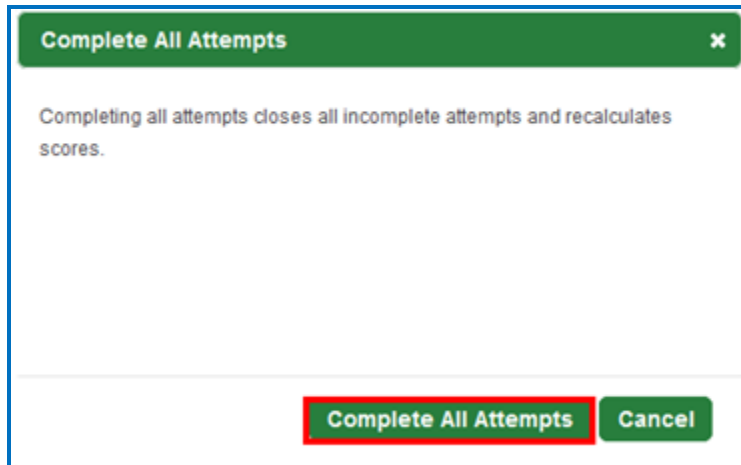 Complete All Attempts ×
Completing all attempts closes all incomplete attempts and recalculates
scores.
Complete All Attempts Cancel